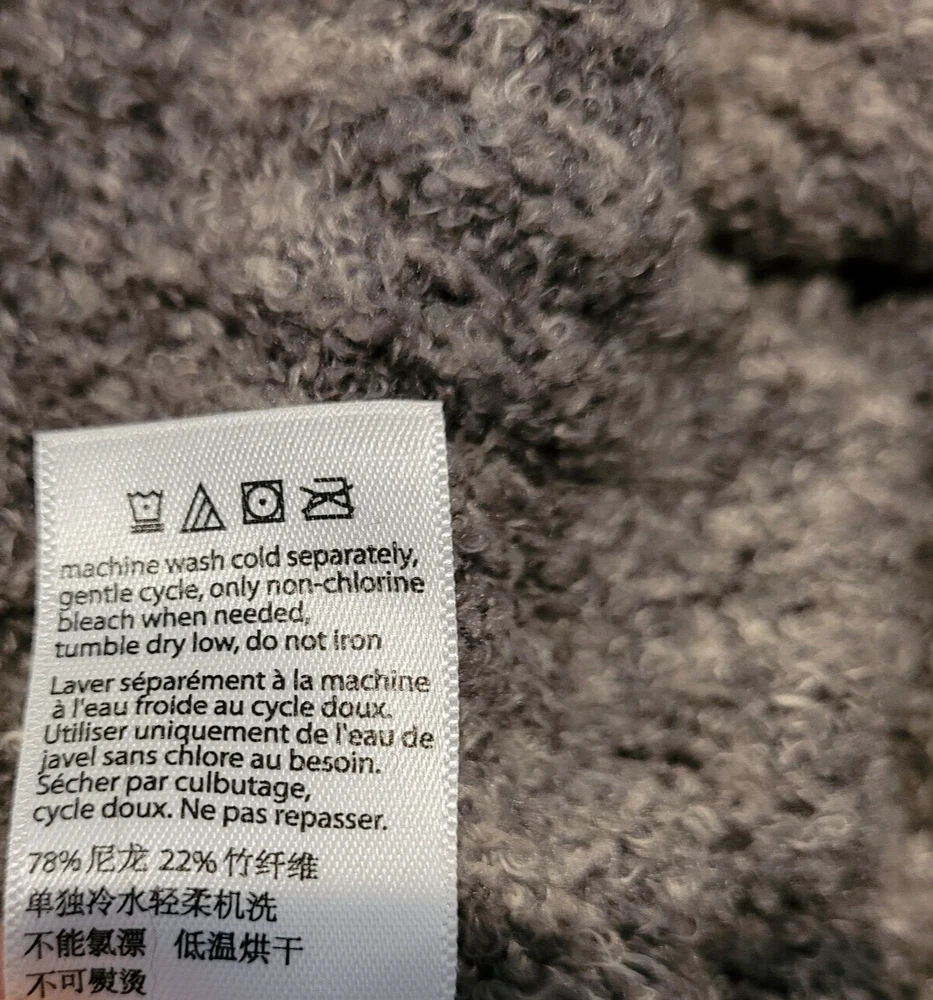 machine wash cold separately,
gentle cycle, only non-chlorine
bleach when needed,
tumble dry low, do not iron
Laver séparément à la machine
à l'eau froide au cycle doux.
Utiliser uniquement de l'eau de
javel sans chlore au besoin.
Sécher par culbutage,
cycle doux. Ne pas repasser.
78% 尼龙 22% 竹纤维
单独冷水轻柔机洗
不能氯漂 低温烘干
不可熨烫